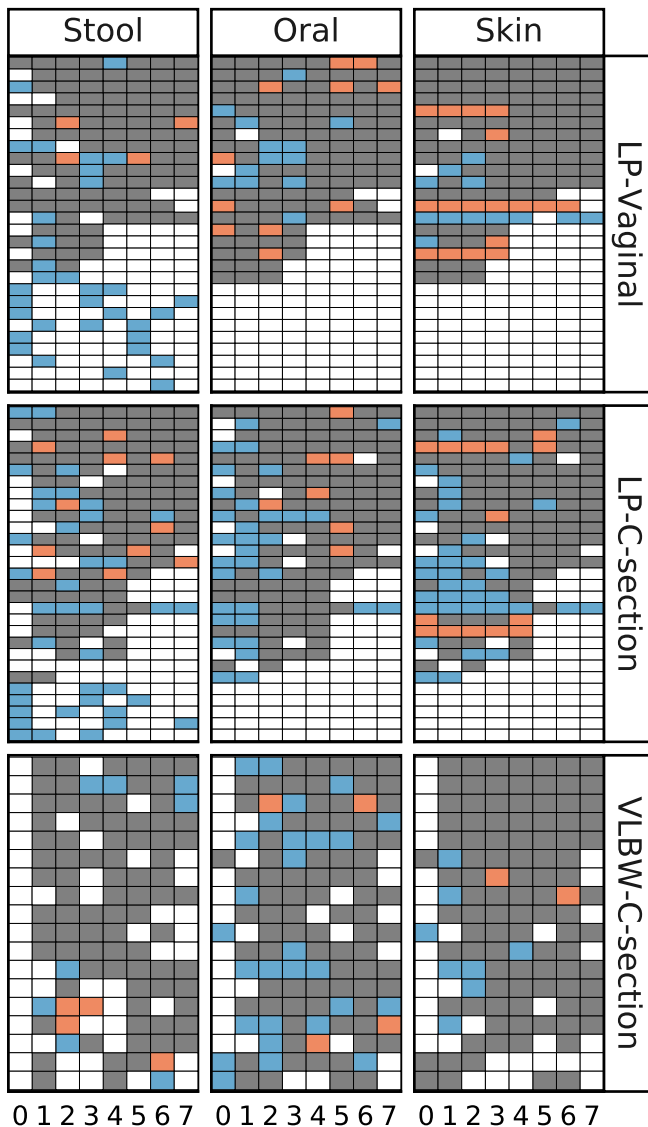 Stool Oral Skin
LP-Vaginal
LP-C-section
VLBW-C-section
0 1 2 3 4 5 6 7 0 1 2 3 4 5 6 7 0 1 2 3 4 5 6 7